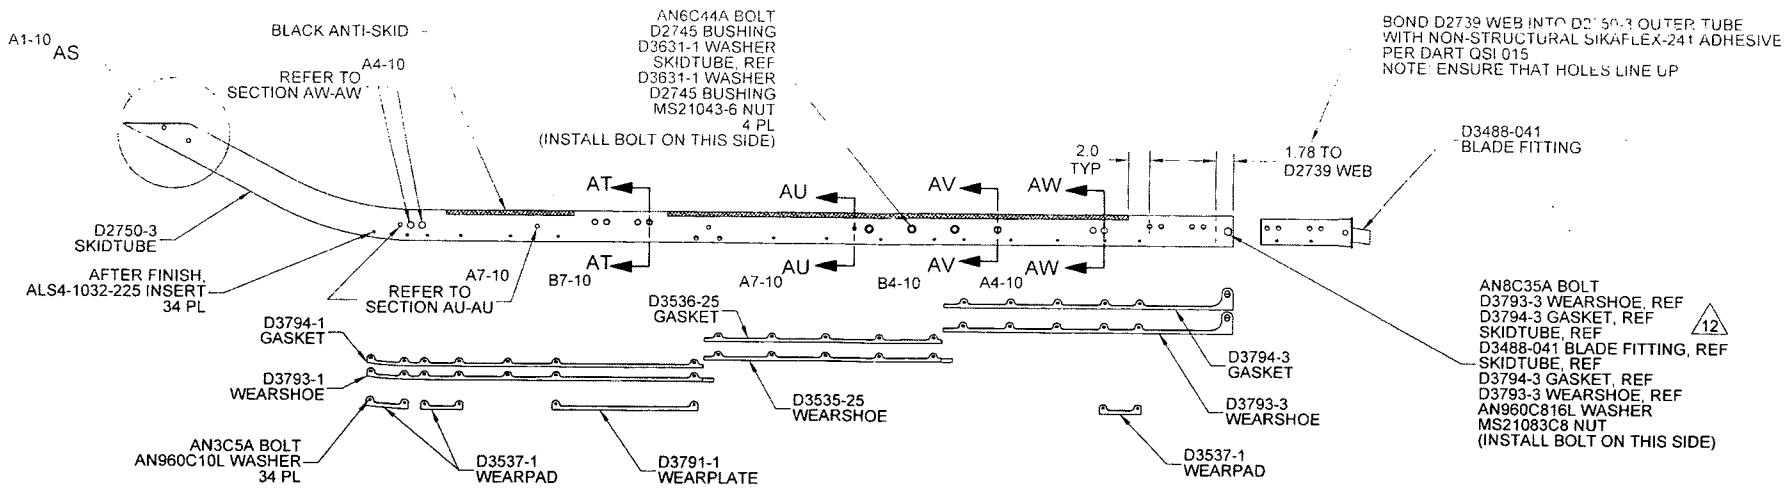 A1-10
AS
BLACK ANTI-SKID
A4-10
REFER TO
SECTION AW-AW
AN6C44A BOLT
D2745 BUSHING
D3631-1 WASHER
SKIDTUBE, REF
D3631-1 WASHER
D2745 BUSHING
MS21043-6 NUT
4 PL
(INSTALL BOLT ON THIS SIDE)
BOND D2739 WEB INTO OUTER TUBE
WITH NON-STRUCTURAL SIKAFLEX-241 ADHESIVE
PER DART QSI 015
NOTE: ENSURE THAT HOLES LINE UP
D3488-041
BLADE FITTING
2.0
TYP
1.78 TO
D2739 WEB
AT
AU
AV
AW
D2750-3
SKIDTUBE
AFTER FINISH,
ALS4-1032-225 INSERT
34 PL
REFER TO
SECTION AU-AU
A7-10
B7-10
AT
A7-10
AU
B4-10
AV
A4-10
AW
D3794-1
GASKET
D3793-1
WEARSHOE
AN3C5A BOLT
AN960C10L WASHER
34 PL
D3537-1
WEARPAD
D3791-1
WEARPLATE
D3536-25
GASKET
D3535-25
WEARSHOE
D3794-3
GASKET
D3793-3
WEARSHOE
D3537-1
WEARPAD
AN8C35A BOLT
D3793-3 WEARSHOE, REF
D3794-3 GASKET, REF
SKIDTUBE, REF
D3488-041 BLADE FITTING, REF
SKIDTUBE, REF
D3794-3 GASKET, REF
D3793-3 WEARSHOE, REF
AN960C816L WASHER
MS21083C8 NUT
(INSTALL BOLT ON THIS SIDE)
12